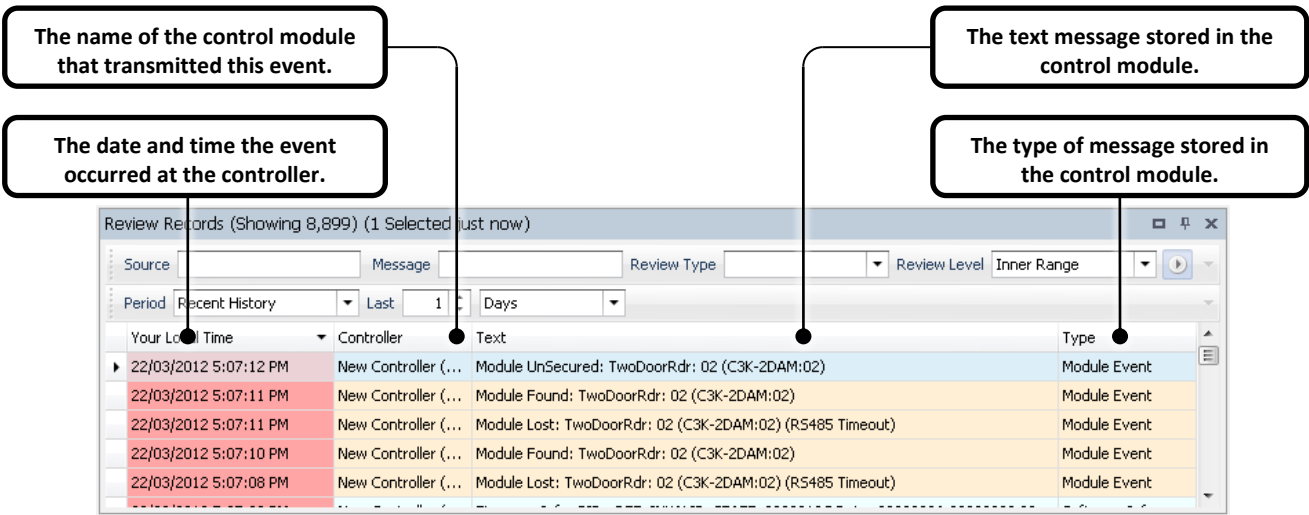 The name of the control module
that transmitted this event.
The text message stored in the
control module.
The date and time the event
occurred at the controller.
The type of message stored in
the control module.
Review Records (Showing 8,899) (1 Selected just now)
Source Message Review Type Review Level Inner Range
Period Recent History Last 1 Days
Your Local Time Controller Text Type
22/03/2012 5:07:12 PM New Controller (... Module UnSecured: TwoDoorRdr: 02 (C3K-2DAM:02) Module Event
22/03/2012 5:07:11 PM New Controller (... Module Found: TwoDoorRdr: 02 (C3K-2DAM:02) Module Event
22/03/2012 5:07:11 PM New Controller (... Module Lost: TwoDoorRdr: 02 (C3K-2DAM:02) (RS485 Timeout) Module Event
22/03/2012 5:07:10 PM New Controller (... Module Found: TwoDoorRdr: 02 (C3K-2DAM:02) Module Event
22/03/2012 5:07:08 PM New Controller (... Module Lost: TwoDoorRdr: 02 (C3K-2DAM:02) (RS485 Timeout) Module Event